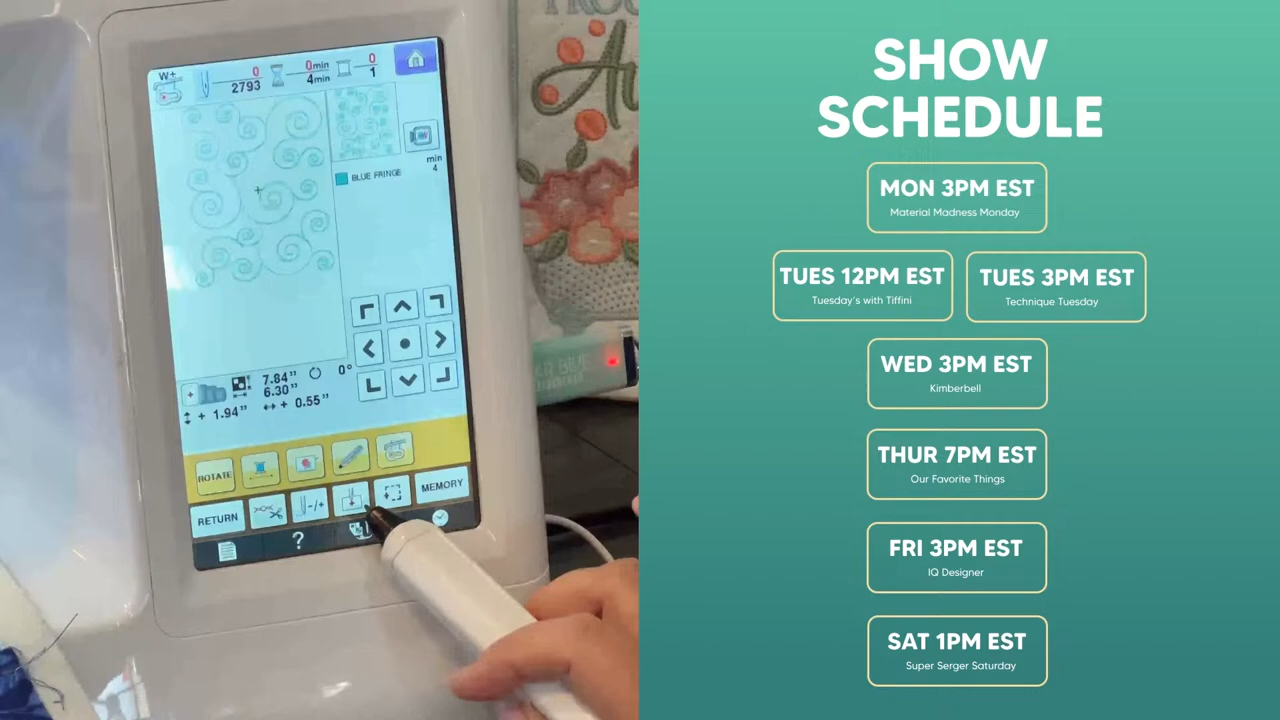 W+
0
2793
0min
4min
0
1
min
4
BLUE FRINGE
7.84"
6.30"
0°
+ 1.94"
+ 0.55"
ROTATE
RETURN
-/+
MEMORY
?
SHOW
SCHEDULE
MON 3PM EST
Material Madness Monday
TUES 12PM EST
Tuesday's with Tiffini
TUES 3PM EST
Technique Tuesday
WED 3PM EST
Kimberbell
THUR 7PM EST
Our Favorite Things
FRI 3PM EST
IQ Designer
SAT 1PM EST
Super Serger Saturday